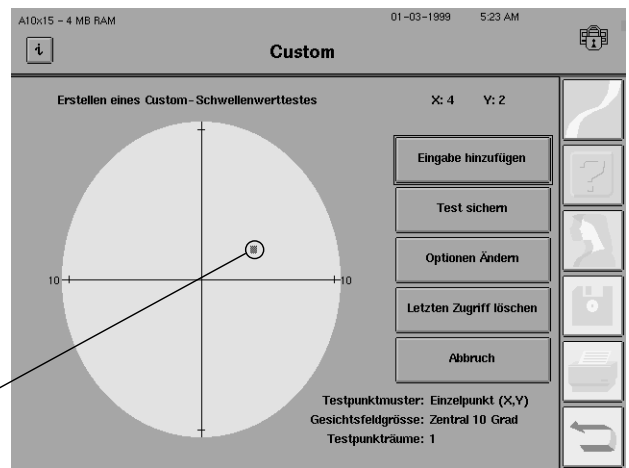 A10x15 – 4 MB RAM 01-03-1999 5:23 AM
i
Custom
Erstellen eines Custom-Schwellenwerttestes X: 4 Y: 2
Eingabe hinzufügen
Test sichern
Optionen Ändern
10 10
Letzten Zugriff löschen
Abbruch
Testpunktmuster: Einzelpunkt (X,Y)
Gesichtsfeldgrösse: Zentral 10 Grad
Testpunkträume: 1